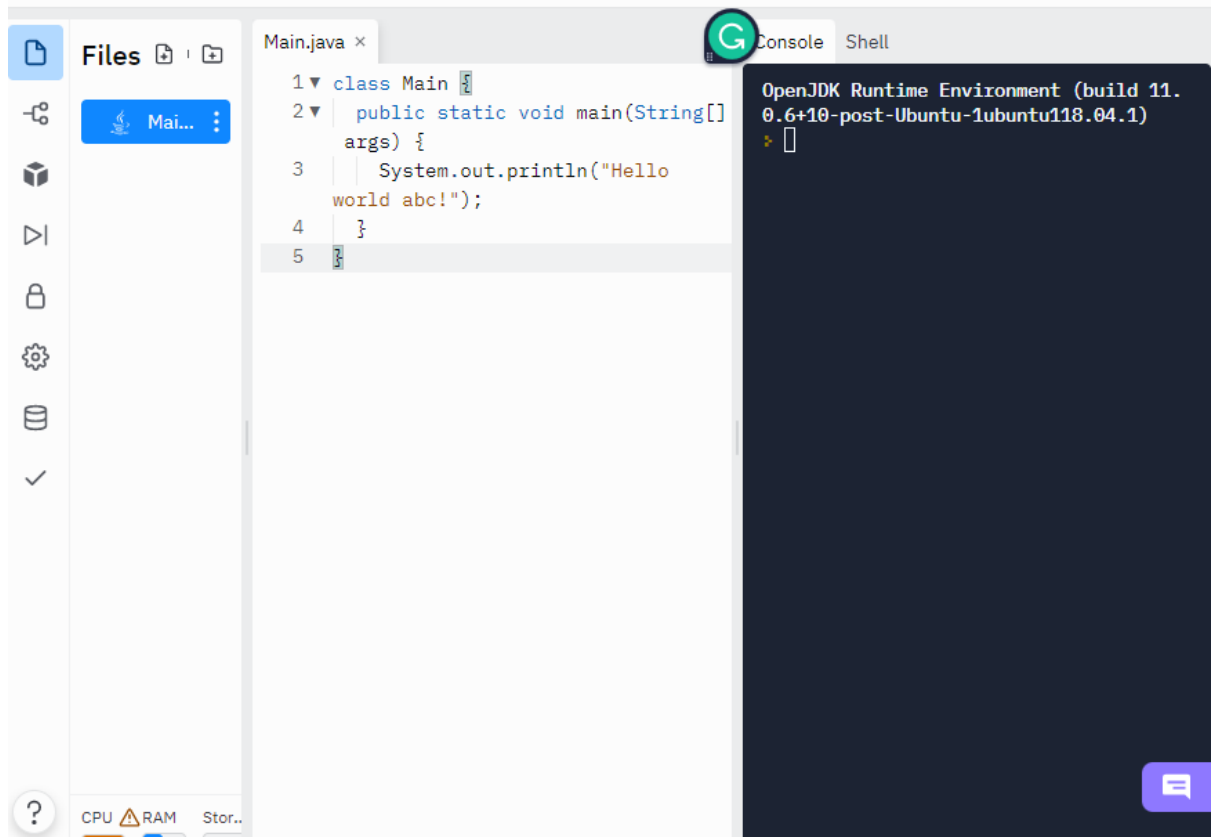 Files
Mai...
CPU RAM Stor..
Main.java ×
1 class Main {
2 public static void main(String[]
args) {
3 System.out.println("Hello
world abc!");
4 }
5 }
Console Shell
OpenJDK Runtime Environment (build 11.
0.6+10-post-Ubuntu-1ubuntu118.04.1)
?